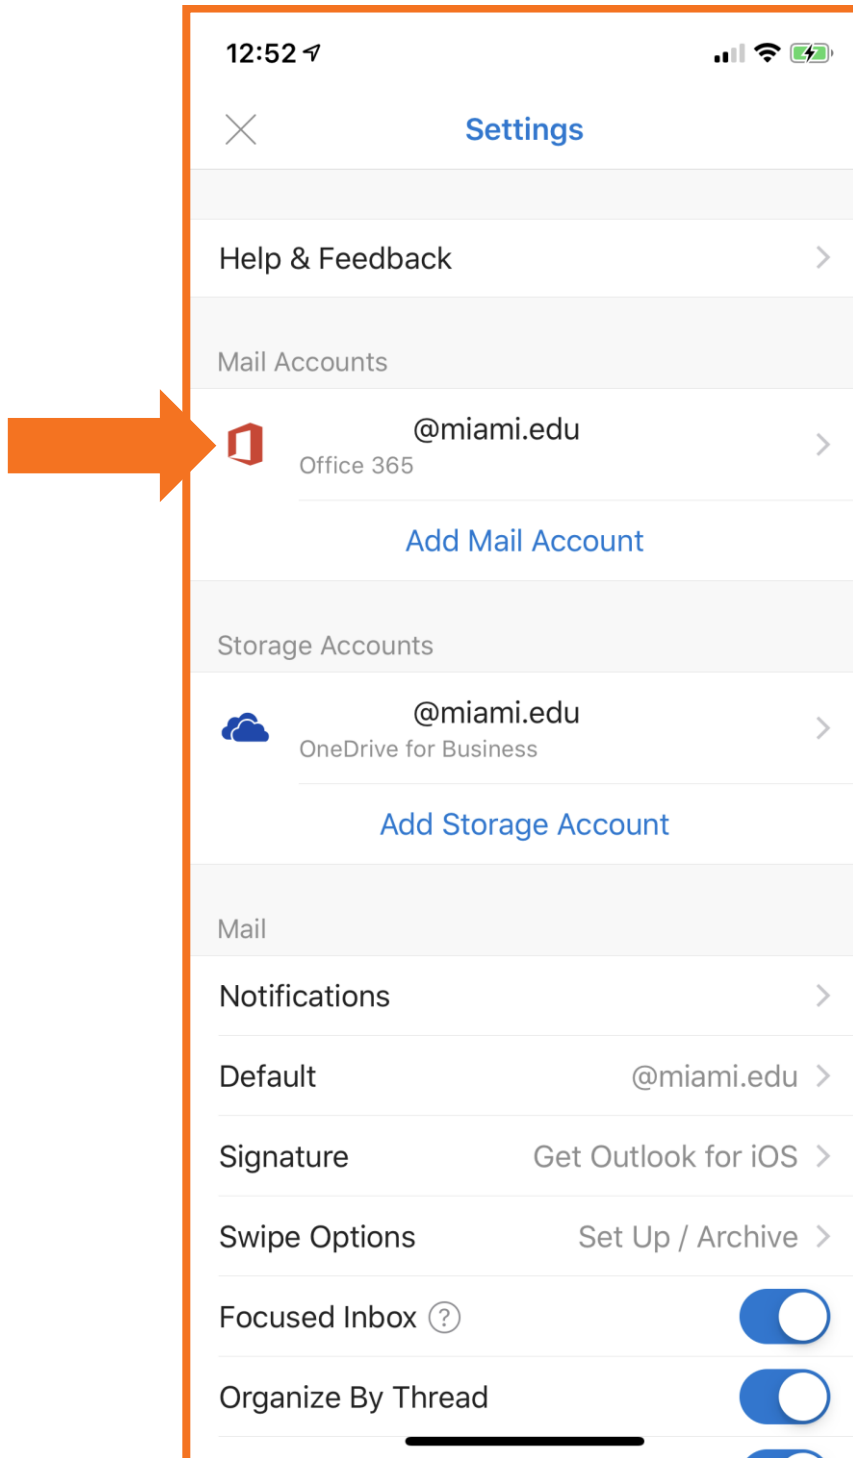 12:52
Settings
Help & Feedback
Mail Accounts
@miami.edu
Office 365
Add Mail Account
Storage Accounts
@miami.edu
OneDrive for Business
Add Storage Account
Mail
Notifications
Default @miami.edu
Signature Get Outlook for iOS
Swipe Options Set Up / Archive
Focused Inbox ?
Organize By Thread